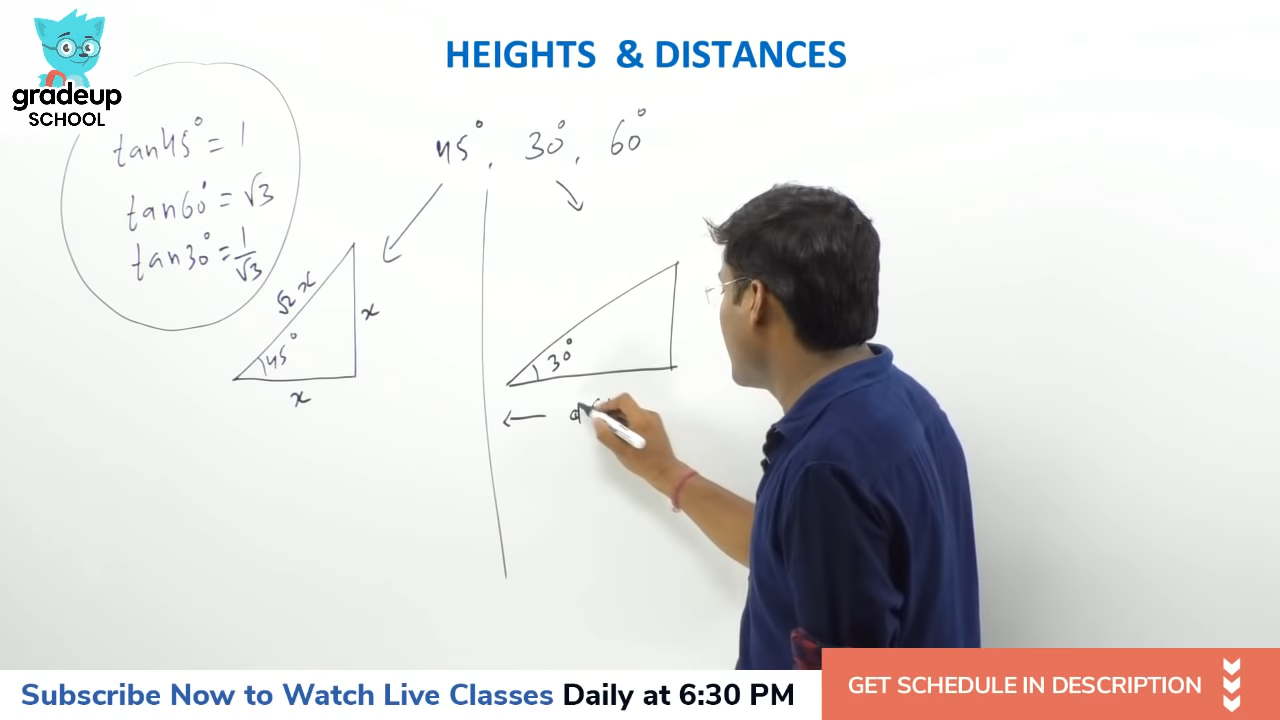 gradeup
SCHOOL
HEIGHTS & DISTANCES
45°, 30°, 60°
tan45° = 1
tan60° = √3
tan30° = 1/√3
√2 x
x
45°
x
30°
Subscribe Now to Watch Live Classes Daily at 6:30 PM
GET SCHEDULE IN DESCRIPTION